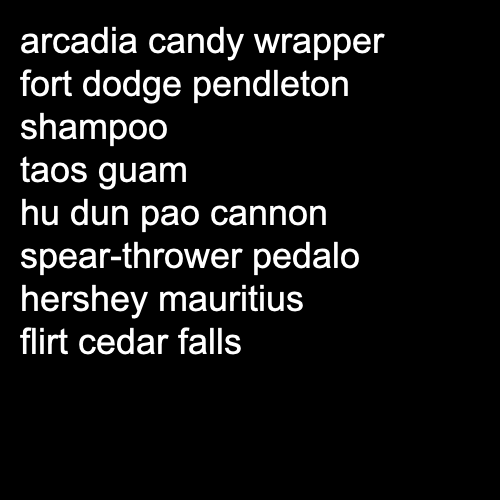 arcadia candy wrapper
fort dodge pendleton
shampoo
taos guam
hu dun pao cannon
spear-thrower pedalo
hershey mauritius
flirt cedar falls